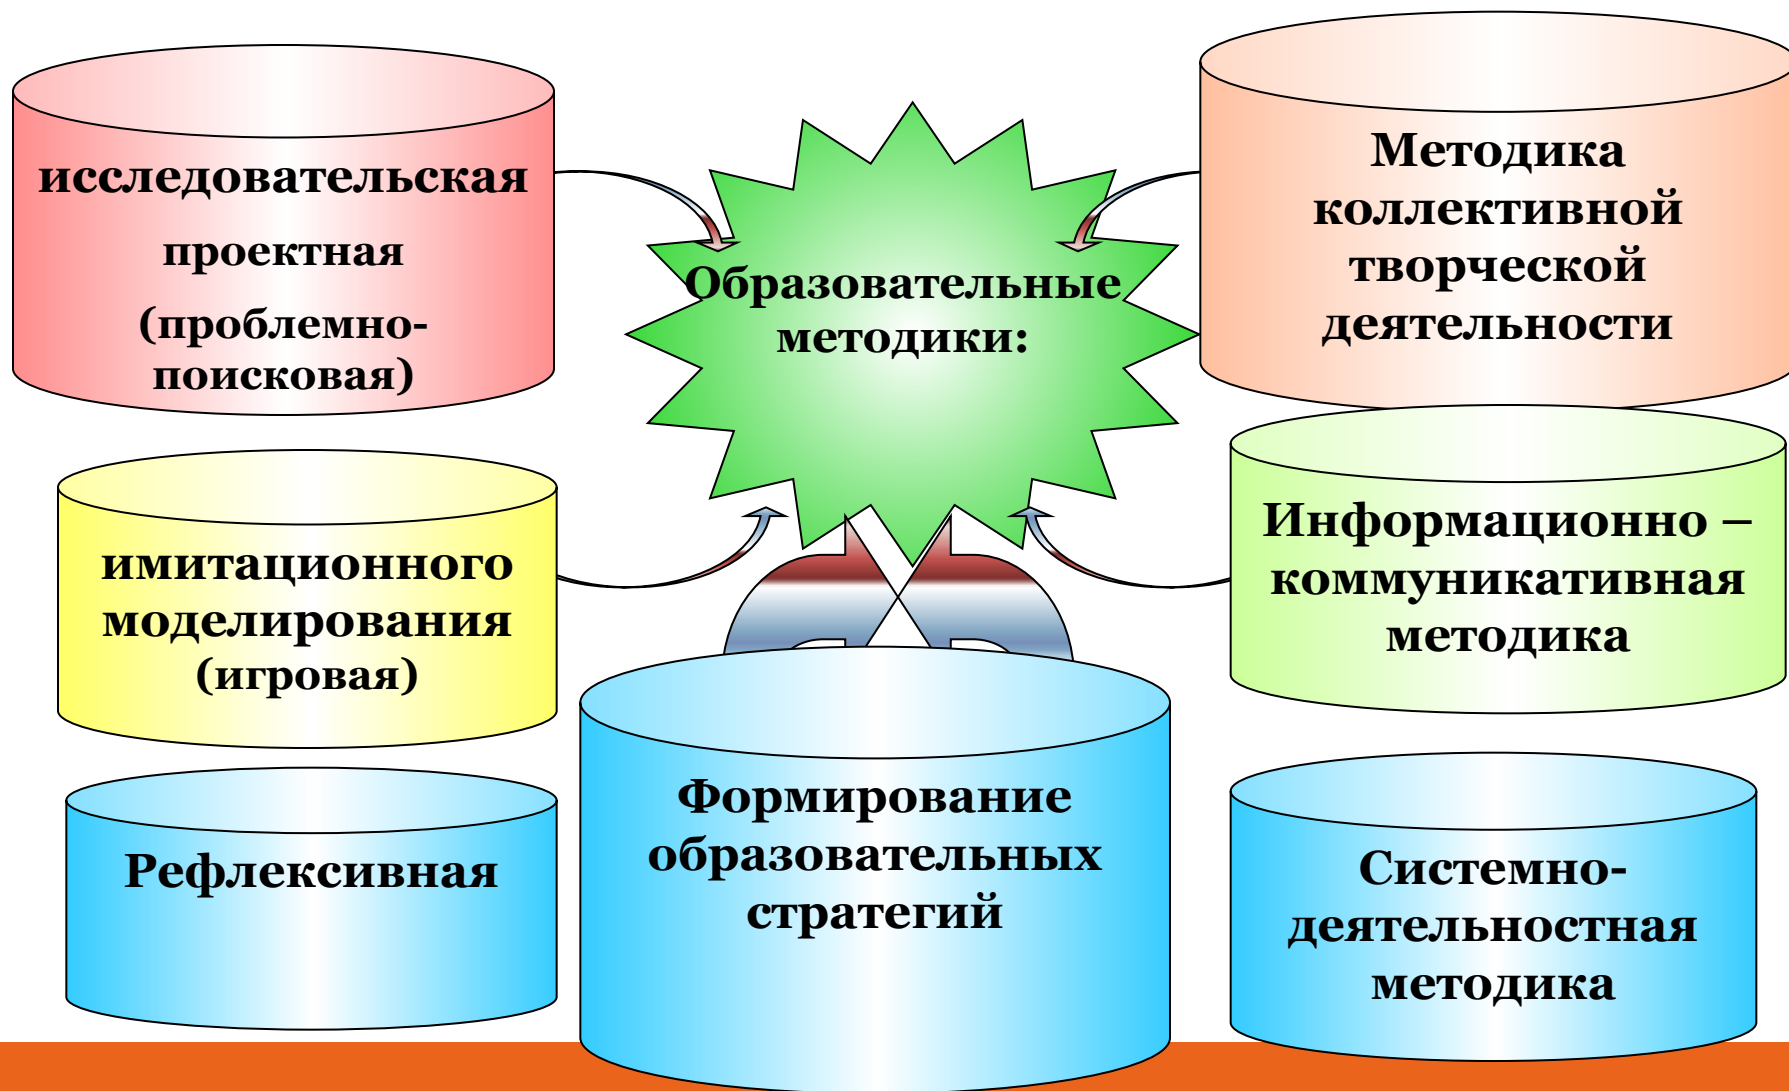 исследовательская
проектная
(проблемно-
поисковая)
Образовательные
методики:
Методика
коллективной
творческой
деятельности
имитационного
моделирования
(игровая)
Информационно –
коммуникативная
методика
Рефлексивная
Формирование
образовательных
стратегий
Системно-
деятельностная
методика